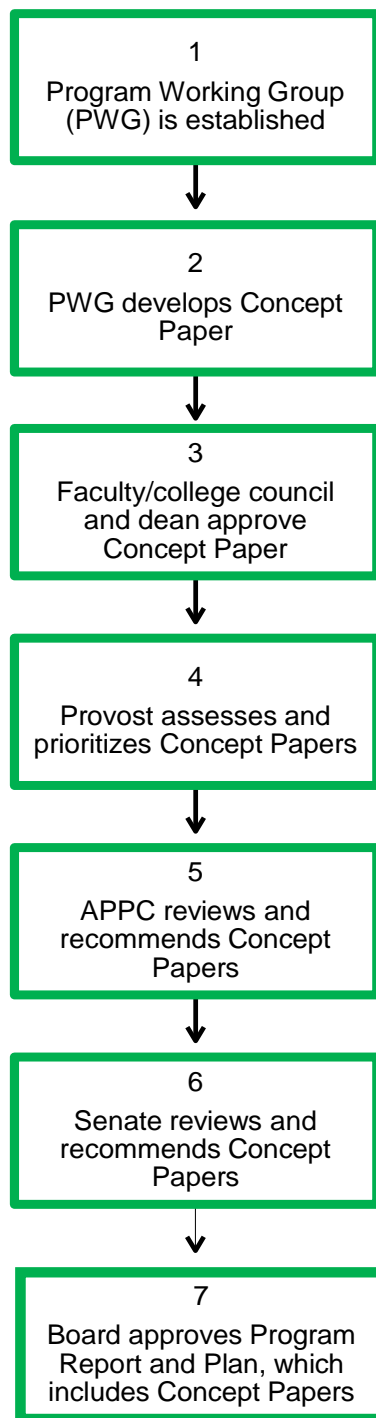 1
Program Working Group
(PWG) is established
2
PWG develops Concept
Paper
3
Faculty/college council
and dean approve
Concept Paper
4
Provost assesses and
prioritizes Concept Papers
5
APPC reviews and
recommends Concept
Papers
6
Senate reviews and
recommends Concept
Papers
7
Board approves Program
Report and Plan, which
includes Concept Papers